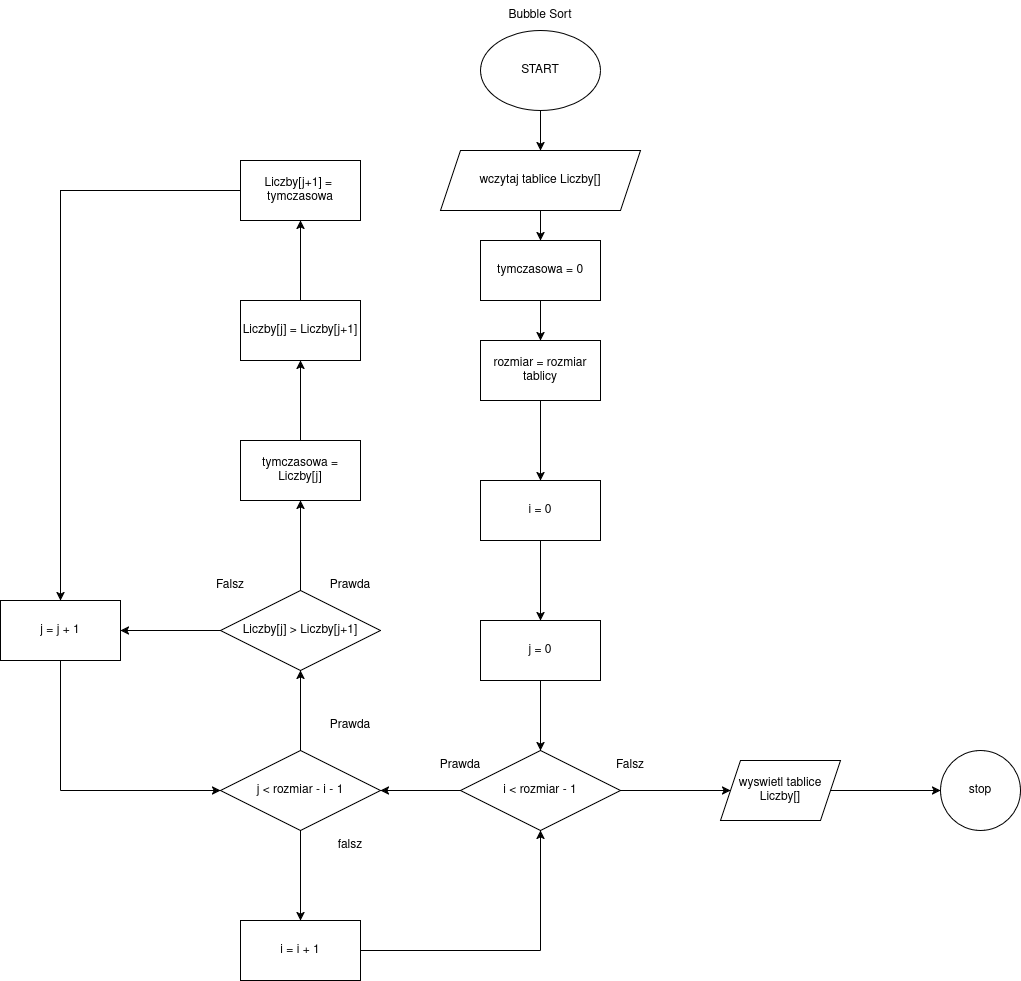 Bubble Sort
START
wczytaj tablice Liczby[]
tymczasowa = 0
rozmiar = rozmiar
tablicy
i = 0
j = 0
i < rozmiar - 1
Prawda
Falsz
wyswietl tablice
Liczby[]
stop
j < rozmiar - i - 1
Prawda
falsz
i = i + 1
Liczby[j] > Liczby[j+1]
Falsz
Prawda
j = j + 1
tymczasowa =
Liczby[j]
Liczby[j] = Liczby[j+1]
Liczby[j+1] =
tymczasowa